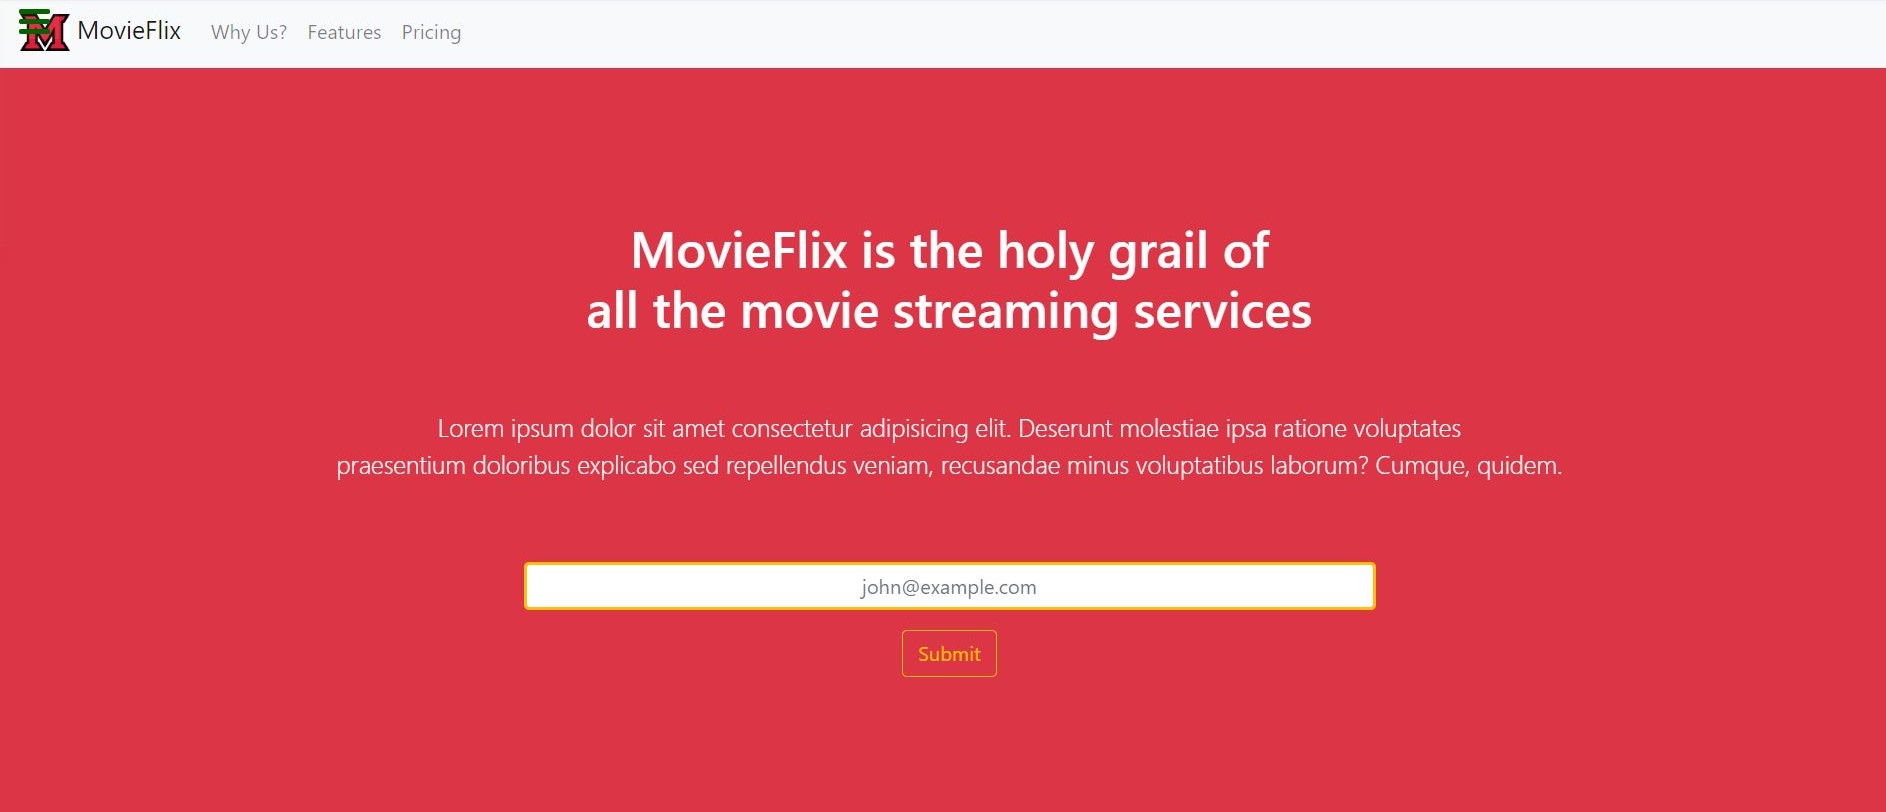 M MovieFlix Why Us? Features Pricing
MovieFlix is the holy grail of
all the movie streaming services
Lorem ipsum dolor sit amet consectetur adipisicing elit. Deserunt molestiae ipsa ratione voluptates
praesentium doloribus explicabo sed repellendus veniam, recusandae minus voluptatibus laborum? Cumque, quidem.
john@example.com
Submit